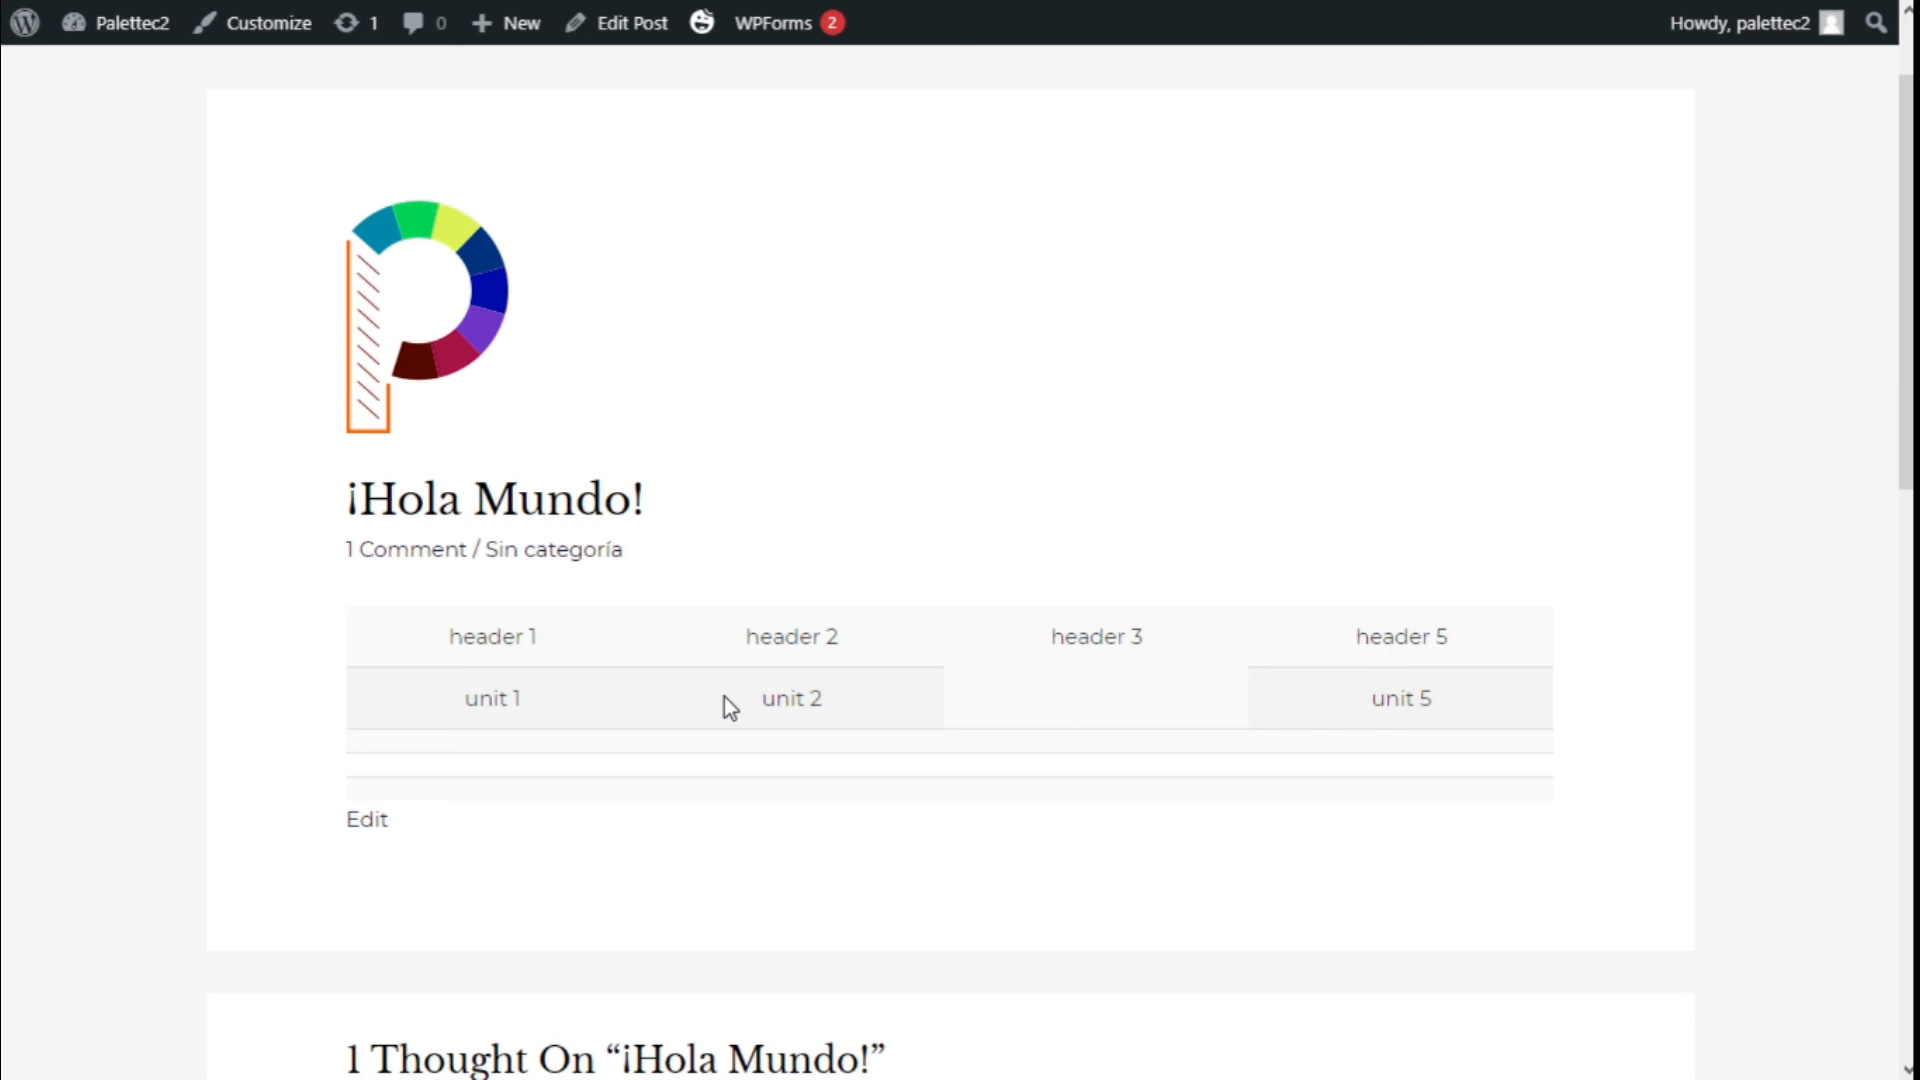 Palettec2 Customize 1 0 New Edit Post WPForms 2 Howdy, palettec2
¡Hola Mundo!
1 Comment / Sin categoría
header 1 header 2 header 3 header 5
unit 1 unit 2 unit 5
Edit
1 Thought On “¡Hola Mundo!”